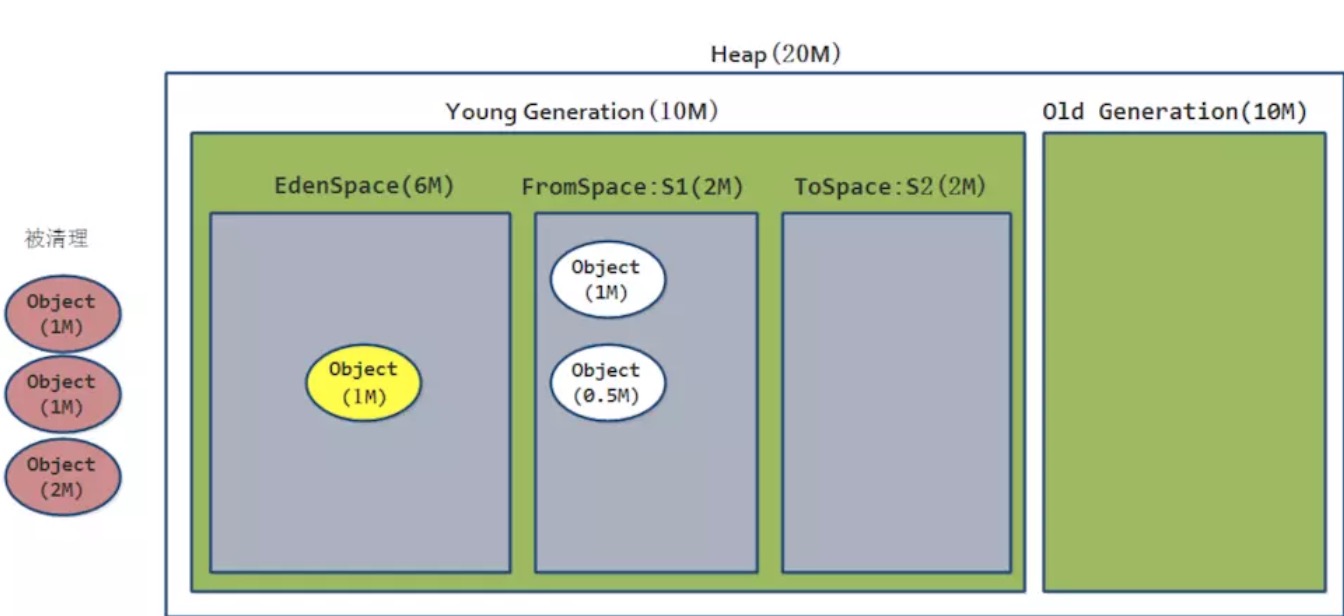 Heap(20M)
Young Generation(10M)
Old Generation(10M)
EdenSpace(6M)
FromSpace:S1(2M)
ToSpace:S2(2M)
被清理
Object
(1M)
Object
(1M)
Object
(2M)
Object
(1M)
Object
(1M)
Object
(0.5M)